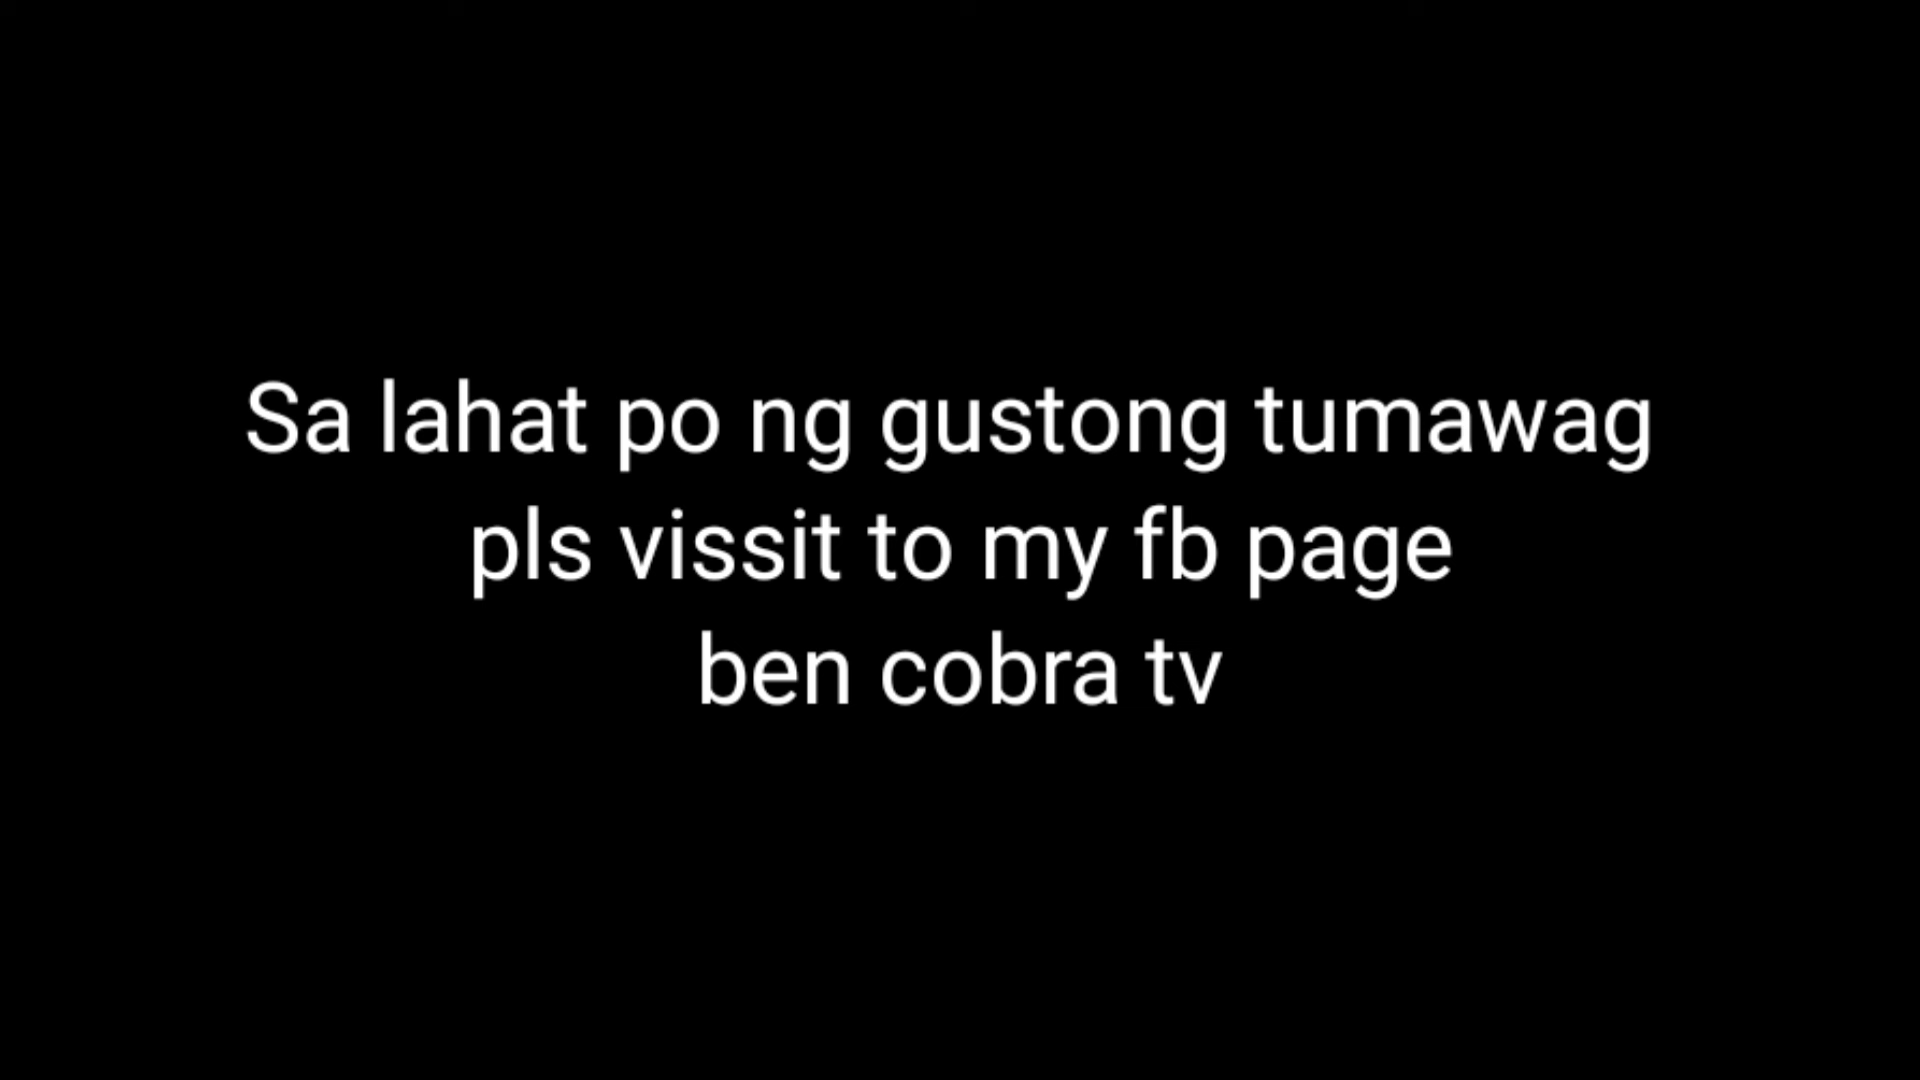 Sa lahat po ng gustong tumawag
pls vissit to my fb page
ben cobra tv